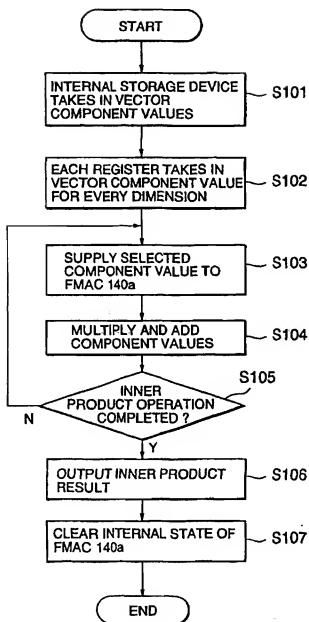 START
INTERNAL STORAGE DEVICE
TAKES IN VECTOR
COMPONENT VALUES
S101
EACH REGISTER TAKES IN
VECTOR COMPONENT VALUE
FOR EVERY DIMENSION
S102
SUPPLY SELECTED
COMPONENT VALUE TO
FMAC 140a
S103
MULTIPLY AND ADD
COMPONENT VALUES
S104
INNER
PRODUCT OPERATION
COMPLETED ?
S105
N
Y
OUTPUT INNER PRODUCT
RESULT
S106
CLEAR INTERNAL STATE OF
FMAC 140a
S107
END